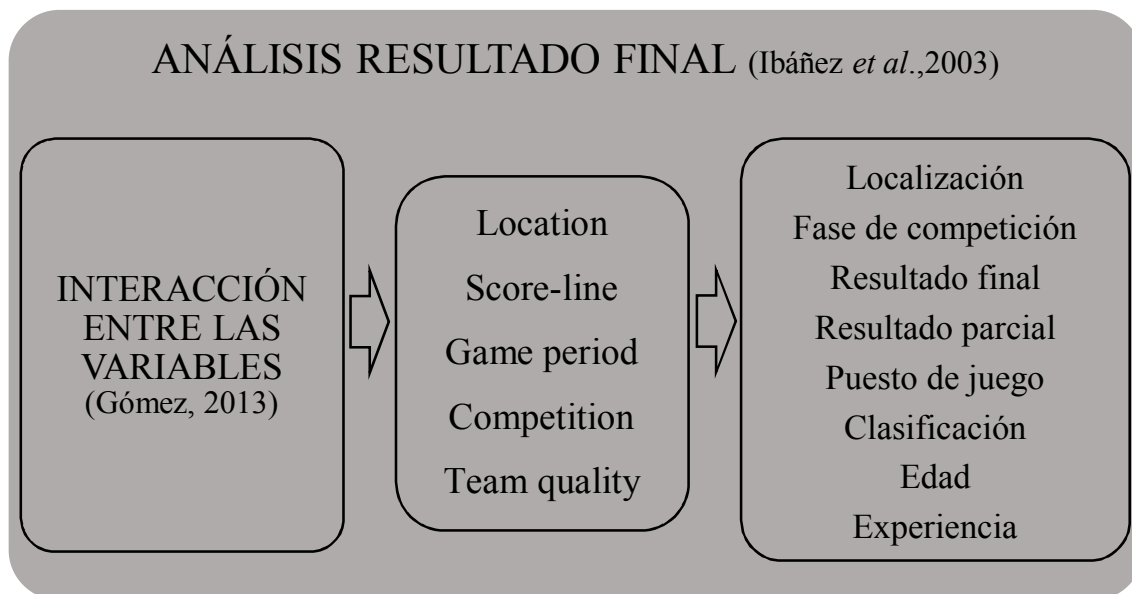 ANÁLISIS RESULTADO FINAL (Ibáñez et al.,2003)
INTERACCIÓN
ENTRE LAS
VARIABLES
(Gómez, 2013)
Location
Score-line
Game period
Competition
Team quality
Localización
Fase de competición
Resultado final
Resultado parcial
Puesto de juego
Clasificación
Edad
Experiencia